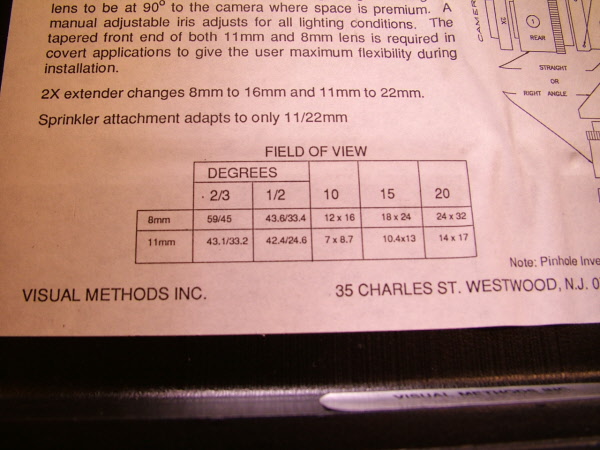 lens to be at 90° to the camera where space is premium. A
manual adjustable iris adjusts for all lighting conditions. The
tapered front end of both 11mm and 8mm lens is required in
covert applications to give the user maximum flexibility during
installation.
2X extender changes 8mm to 16mm and 11mm to 22mm.
Sprinkler attachment adapts to only 11/22mm
REAR
STRAIGHT
OR
RIGHT ANGLE
FIELD OF VIEW
DEGREES
2/3 1/2 10 15 20
8mm 59/45 43.6/33.4 12 x 16 18 x 24 24 x 32
11mm 43.1/33.2 42.4/24.6 7 x 8.7 10.4x13 14 x 17
Note: Pinhole
VISUAL METHODS INC. 35 CHARLES ST. WESTWOOD, N.J.
VISUAL METHODS INC